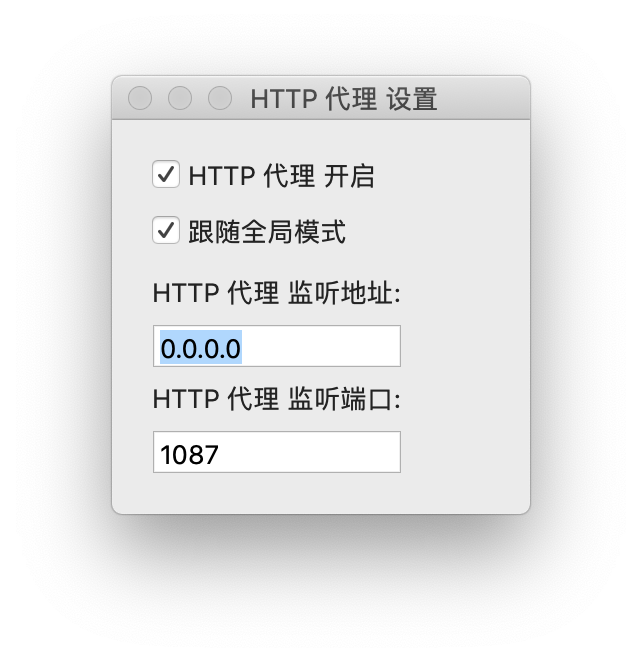 HTTP 代理 设置
HTTP 代理 开启
跟随全局模式
HTTP 代理 监听地址:
0.0.0.0
HTTP 代理 监听端口:
1087